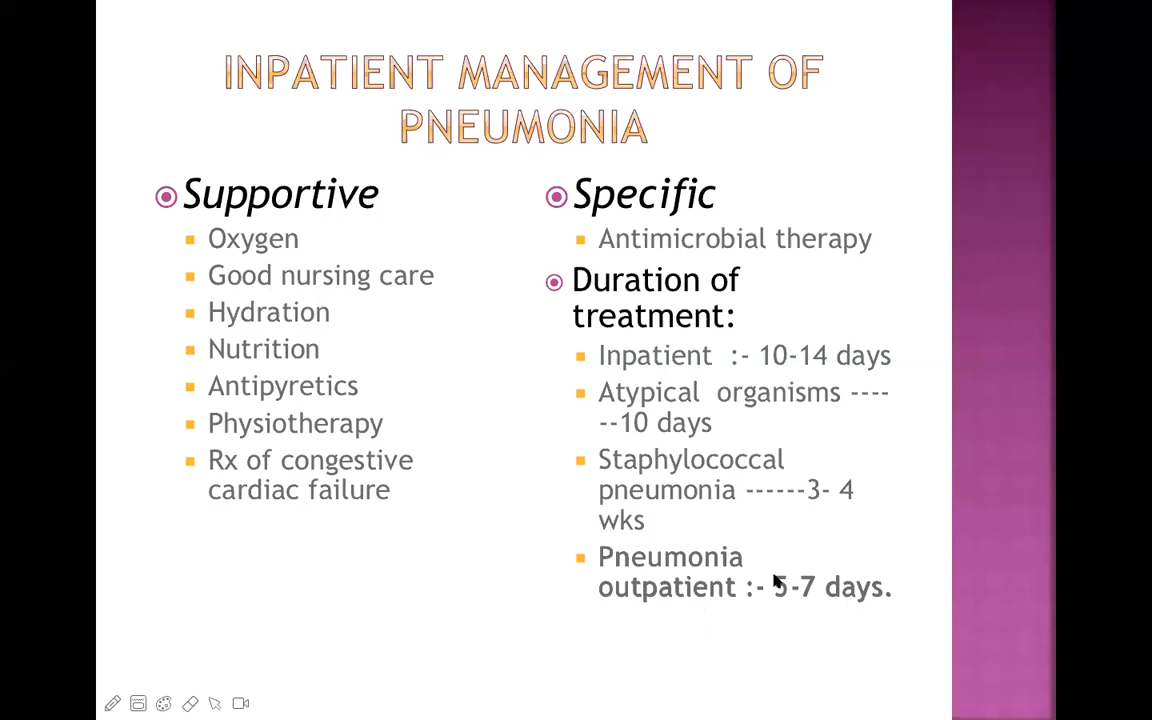 INPATIENT MANAGEMENT OF
PNEUMONIA
Supportive
Oxygen
Good nursing care
Hydration
Nutrition
Antipyretics
Physiotherapy
Rx of congestive
cardiac failure
Specific
Antimicrobial therapy
Duration of
treatment:
Inpatient :- 10-14 days
Atypical organisms ----
--10 days
Staphylococcal
pneumonia ------3- 4
wks
Pneumonia
outpatient :- 5-7 days.